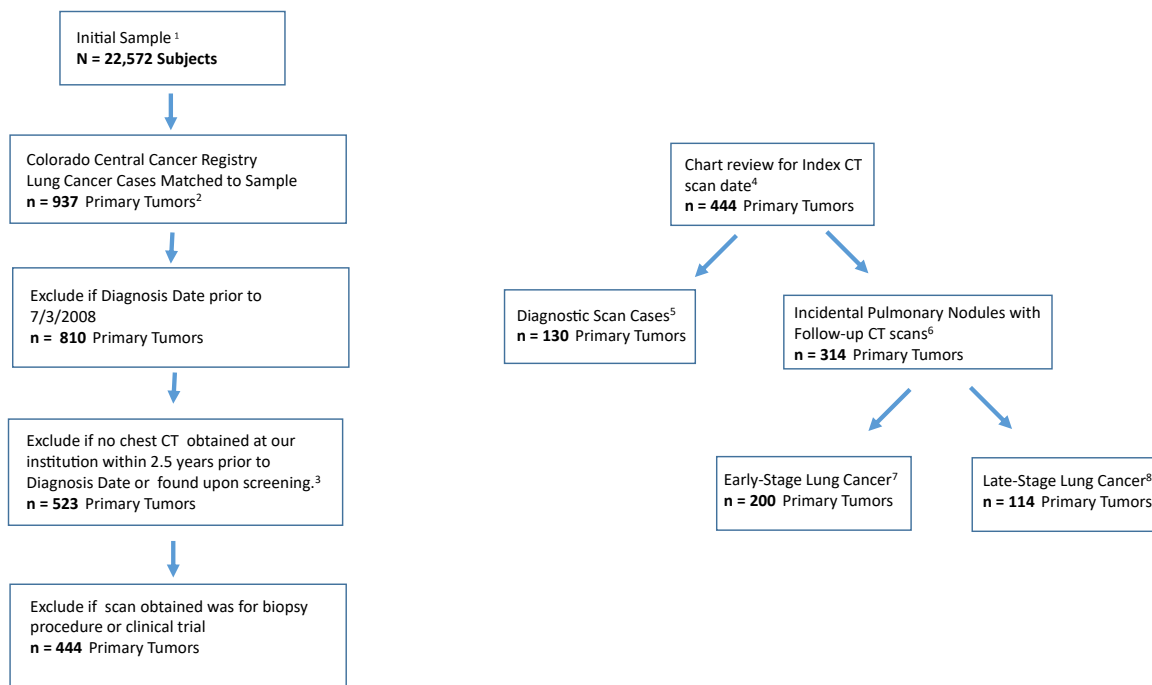 Initial Sample ¹
N = 22,572 Subjects
Colorado Central Cancer Registry
Lung Cancer Cases Matched to Sample
n = 937 Primary Tumors²
Exclude if Diagnosis Date prior to
7/3/2008
n = 810 Primary Tumors
Exclude if no chest CT obtained at our
institution within 2.5 years prior to
Diagnosis Date or found upon screening.³
n = 523 Primary Tumors
Exclude if scan obtained was for biopsy
procedure or clinical trial
n = 444 Primary Tumors
Chart review for Index CT
scan date⁴
n = 444 Primary Tumors
Diagnostic Scan Cases⁵
n = 130 Primary Tumors
Incidental Pulmonary Nodules with
Follow-up CT scans⁶
n = 314 Primary Tumors
Early-Stage Lung Cancer⁷
n = 200 Primary Tumors
Late-Stage Lung Cancer⁸
n = 114 Primary Tumors